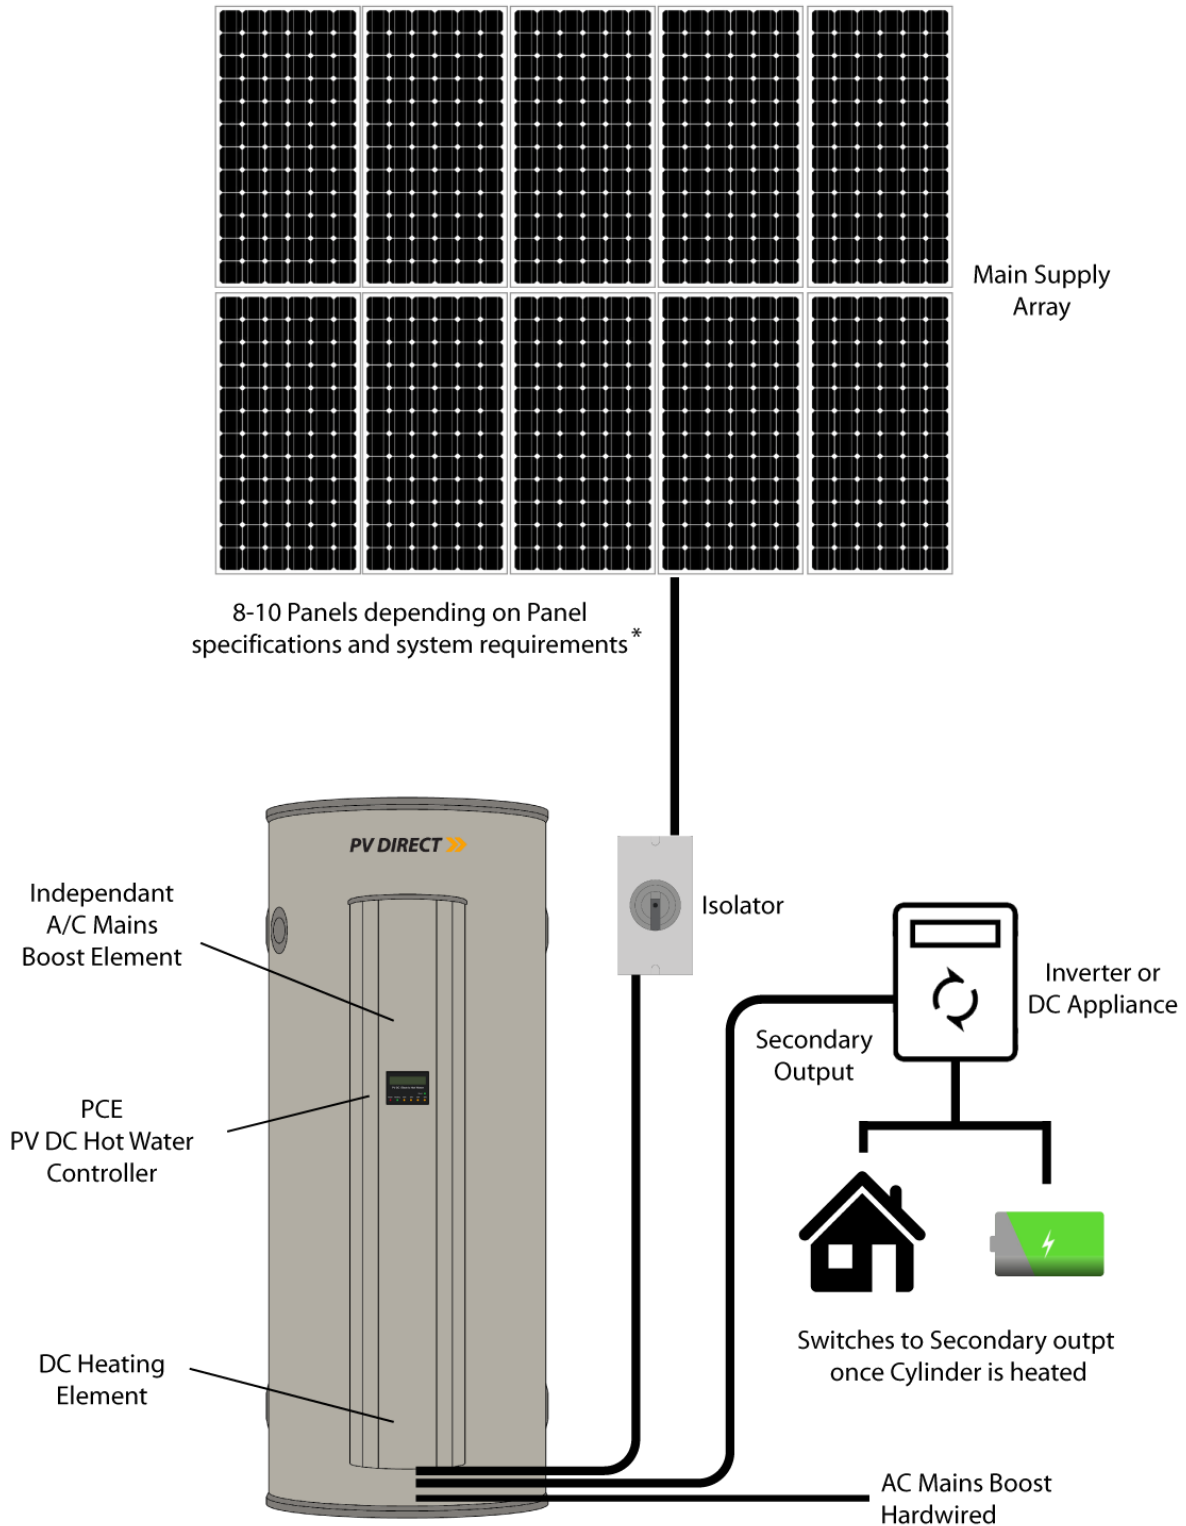 Main Supply
Array
8-10 Panels depending on Panel
specifications and system requirements*
PV DIRECT
Independant
A/C Mains
Boost Element
Isolator
Inverter or
DC Appliance
Secondary
Output
PCE
PV DC Hot Water
Controller
Switches to Secondary outpt
once Cylinder is heated
DC Heating
Element
AC Mains Boost
Hardwired